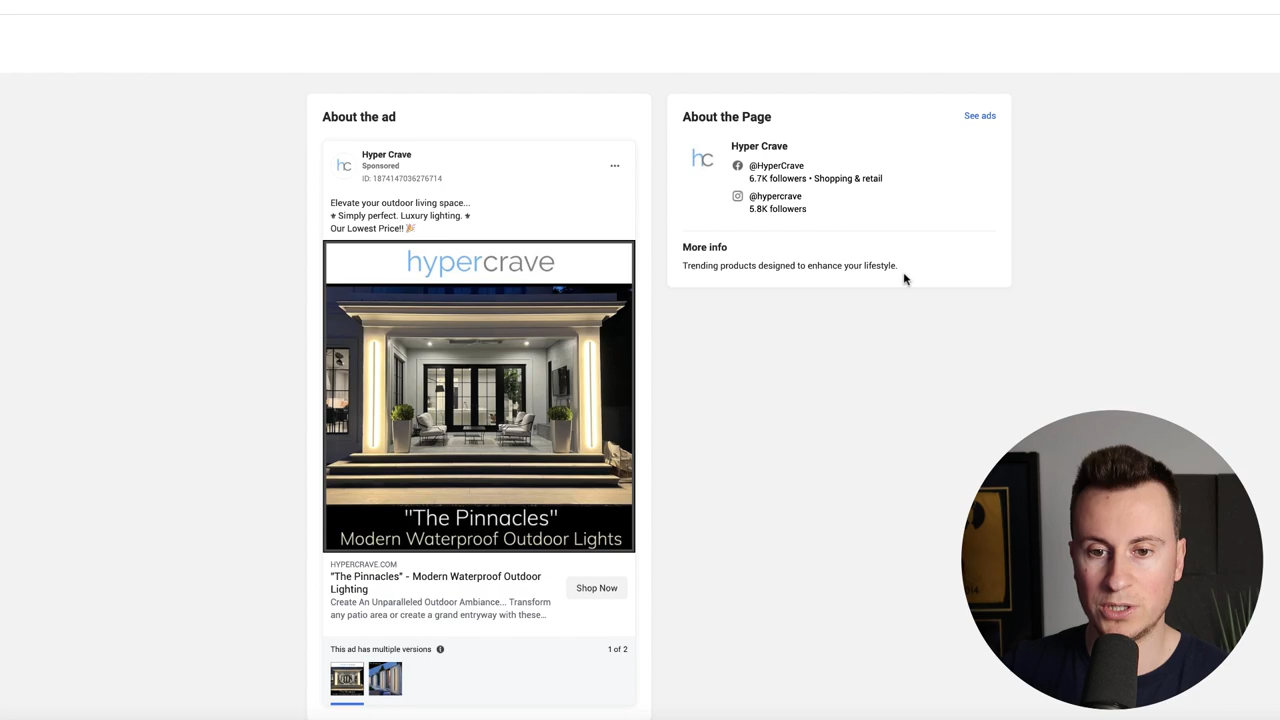 About the ad
Hyper Crave
Sponsored
ID: 1874147036276714
Elevate your outdoor living space...
⚜ Simply perfect. Luxury lighting. ⚜
Our Lowest Price!! 🎉
hypercrave
"The Pinnacles"
Modern Waterproof Outdoor Lights
HYPERCRAVE.COM
"The Pinnacles" - Modern Waterproof Outdoor
Lighting
Create An Unparalleled Outdoor Ambiance... Transform
any patio area or create a grand entryway with these...
Shop Now
This ad has multiple versions
1 of 2
About the Page
See ads
hc
Hyper Crave
@HyperCrave
6.7K followers • Shopping & retail
@hypercrave
5.8K followers
More info
Trending products designed to enhance your lifestyle.